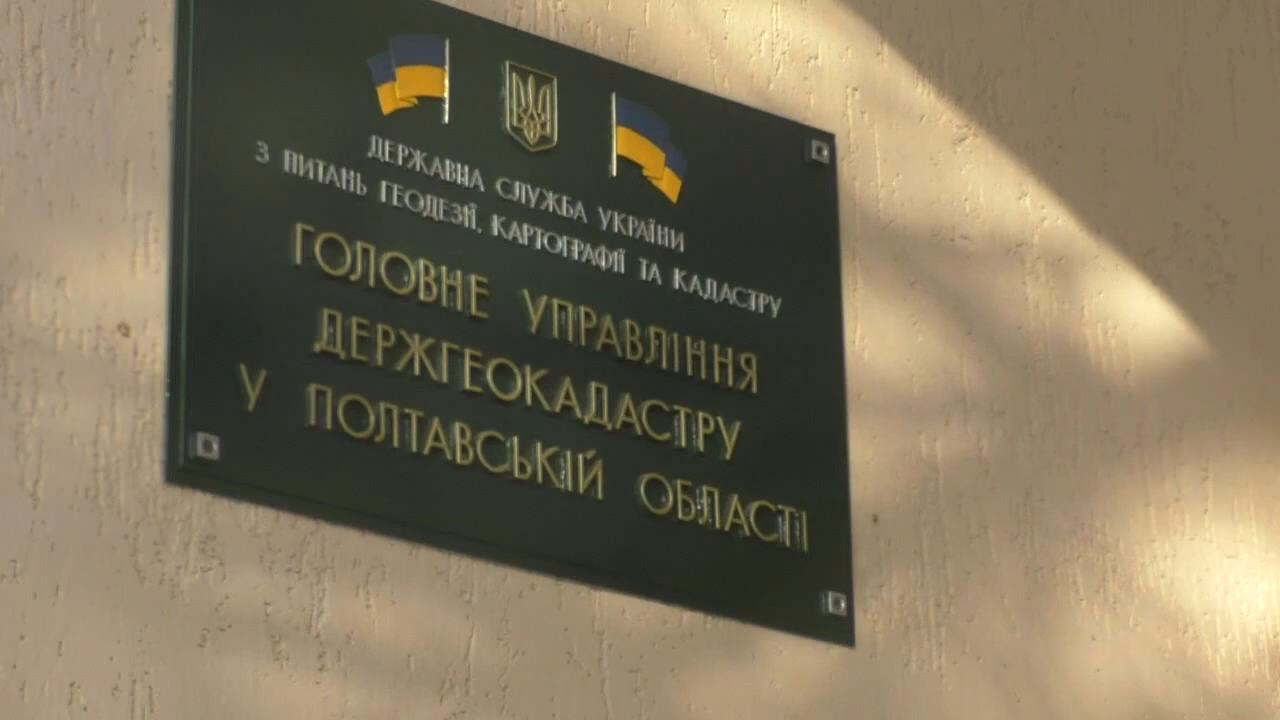 ДЕРЖАВНА СЛУЖБА УКРАЇНИ
З ПИТАНЬ ГЕОДЕЗІЇ, КАРТОГРАФІЇ ТА КАДАСТРУ
ГОЛОВНЕ УПРАВЛІННЯ
ДЕРЖГЕОКАДАСТРУ
У ПОЛТАВСЬКІЙ ОБЛАСТІ